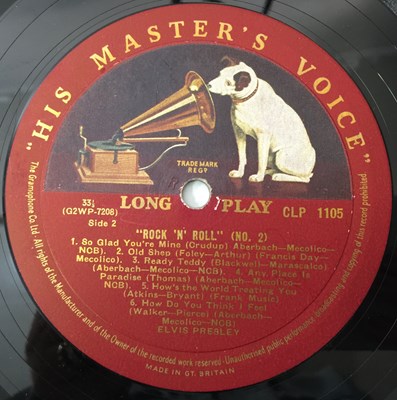 "HIS MASTER'S VOICE"
TRADE MARK
REGD
33⅓
(G2WP-7208)
Side 2
LONG PLAY
CLP 1105
"ROCK 'N' ROLL" (NO. 2)
1. So Glad You're Mine (Crudup) Aberbach-Mecolico-
NCB). 2. Old Shep (Foley-Arthur) (Francis Day-
Mecolico). 3. Ready Teddy (Blackwell-Marascalco)
(Aberbach-Mecolico-NCB). 4. Any Place Is
Paradise (Thomas) (Aberbach-Mecolico-
NCB). 5. How's the World Treating You
(Atkins-Bryant) (Frank Music)
6. How Do You Think I Feel
(Walker-Pierce) (Aberbach-
Mecolico-NCB)
ELVIS PRESLEY
The Gramophone Co. Ltd. All rights of the Manufacturer and of the Owner of the recorded work reserved · Unauthorised public performance, broadcasting and copying of this record prohibited.
MADE IN GT. BRITAIN